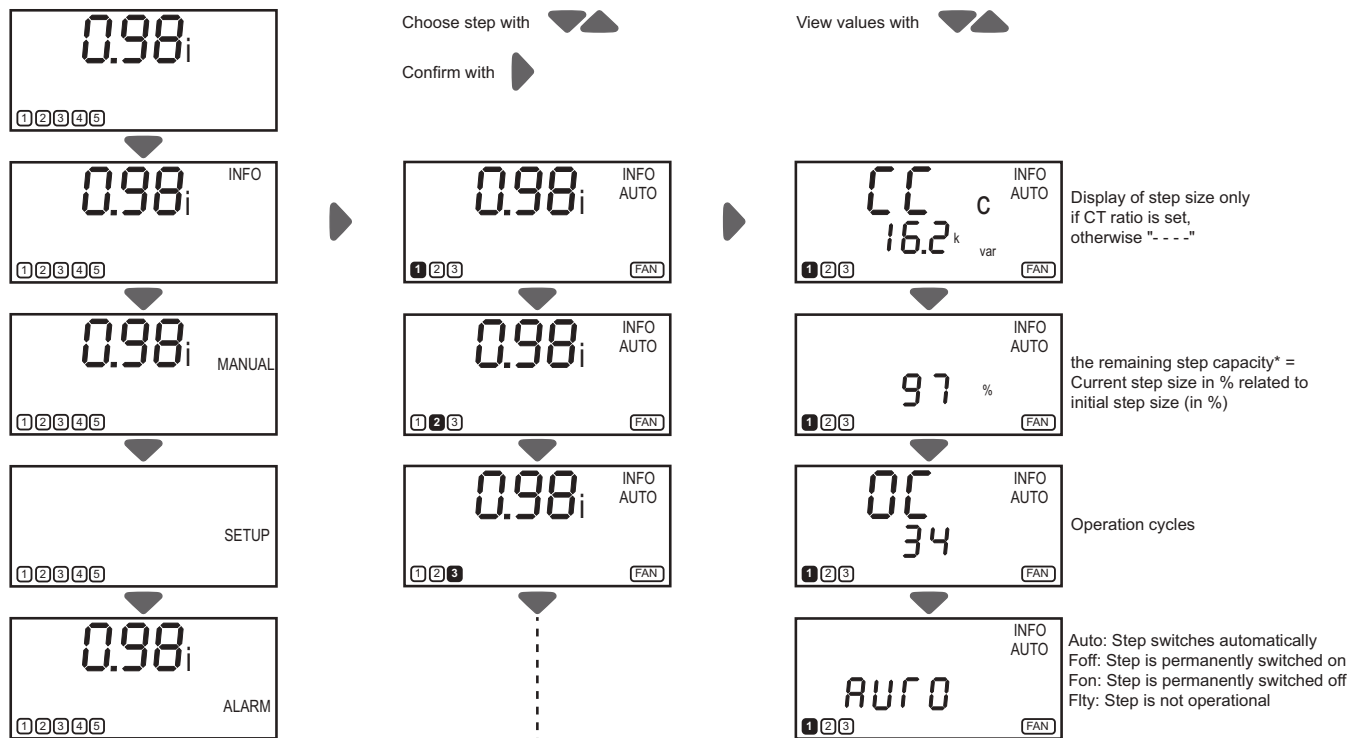 0.98i
1 2 3 4 5
Choose step with
Confirm with
View values with
0.98i
INFO
1 2 3 4 5
0.98i
MANUAL
1 2 3 4 5
SETUP
1 2 3 4 5
0.98i
ALARM
1 2 3 4 5
0.98i
INFO
AUTO
1 2 3
FAN
0.98i
INFO
AUTO
1 2 3
FAN
0.98i
INFO
AUTO
1 2 3
FAN
CC
C
INFO
AUTO
16.2 k
var
1 2 3
FAN
Display of step size only
if CT ratio is set,
otherwise "- - - -"
INFO
AUTO
97 %
1 2 3
FAN
the remaining step capacity* =
Current step size in % related to
initial step size (in %)
OC
INFO
AUTO
34
1 2 3
FAN
Operation cycles
INFO
AUTO
AUTO
1 2 3
FAN
Auto: Step switches automatically
Foff: Step is permanently switched on
Fon: Step is permanently switched off
Flty: Step is not operational